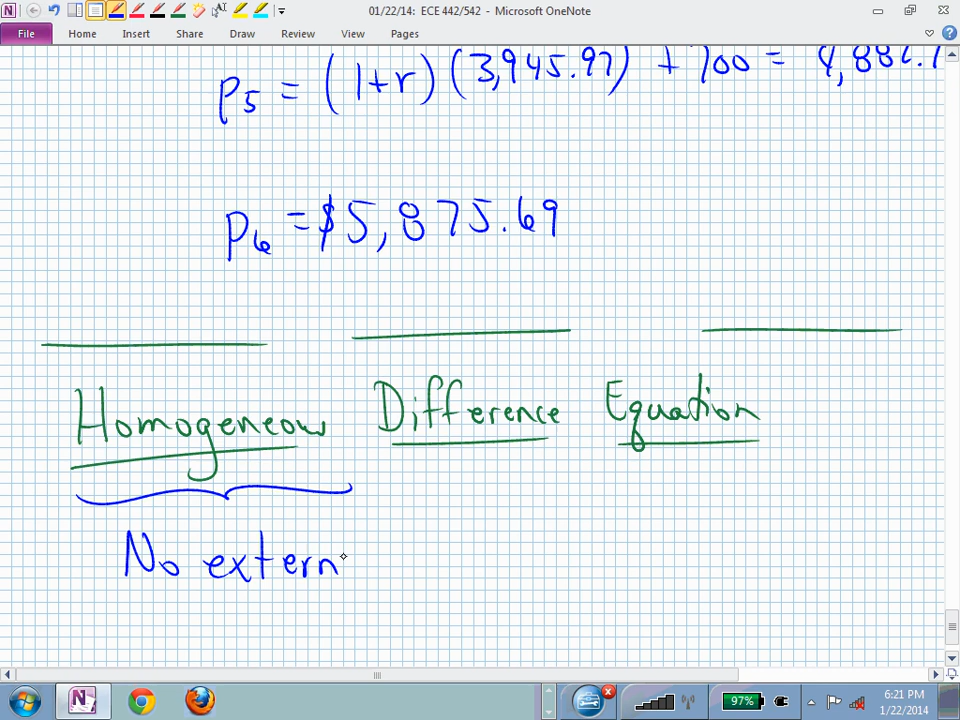 01/22/14: ECE 442/542 - Microsoft OneNote
File Home Insert Share Draw Review View Pages
p5 = (1+r)(3,945.97) + 900 =
p6 = $5,875.69
Homogeneous Difference Equation
No extern
97%
6:21 PM
1/22/2014